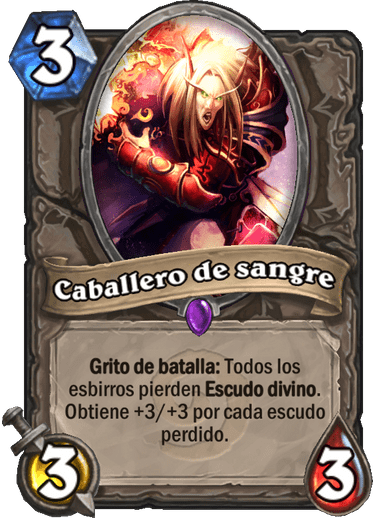 3
Caballero de sangre
Grito de batalla: Todos los
esbirros pierden Escudo divino.
Obtiene +3/+3 por cada escudo
perdido.
3
3